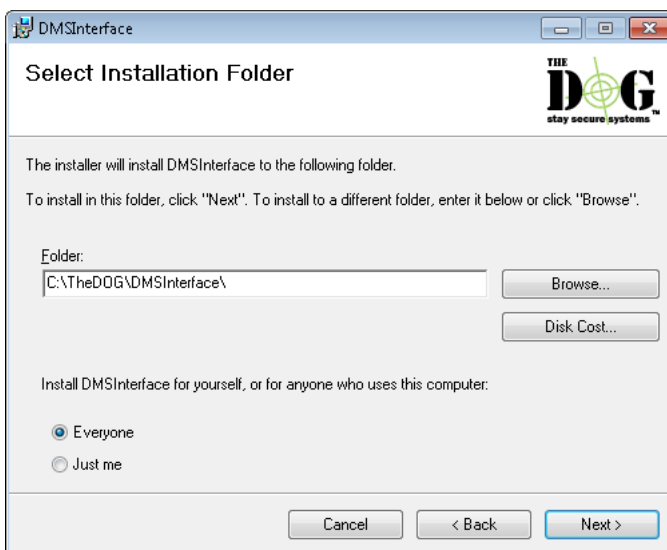 DMSInterface
Select Installation Folder
THE
DOG
stay secure systems™
The installer will install DMSInterface to the following folder.
To install in this folder, click "Next". To install to a different folder, enter it below or click "Browse".
Folder:
C:\TheDOG\DMSInterface\
Browse...
Disk Cost...
Install DMSInterface for yourself, or for anyone who uses this computer:
Everyone
Just me
Cancel
< Back
Next >